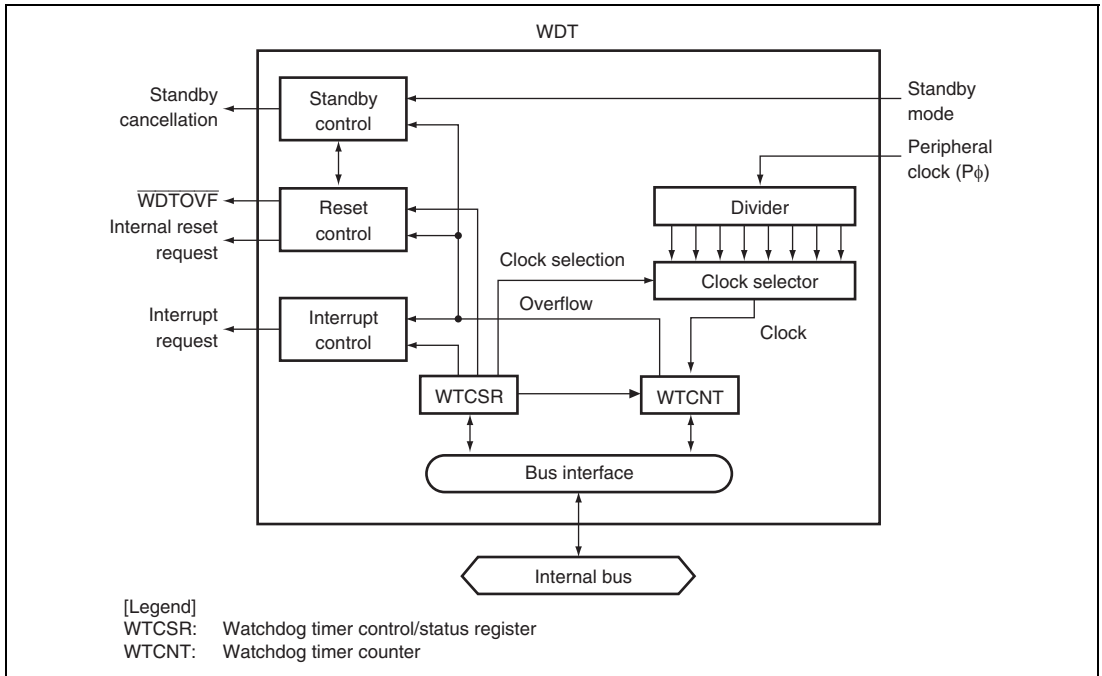 WDT
Standby
cancellation
Standby
control
Standby
mode
Peripheral
clock (Pϕ)
WDTOVF
Internal reset
request
Reset
control
Divider
Clock selection
Clock selector
Interrupt
request
Interrupt
control
Overflow
Clock
WTCSR
WTCNT
Bus interface
Internal bus
[Legend]
WTCSR: Watchdog timer control/status register
WTCNT: Watchdog timer counter